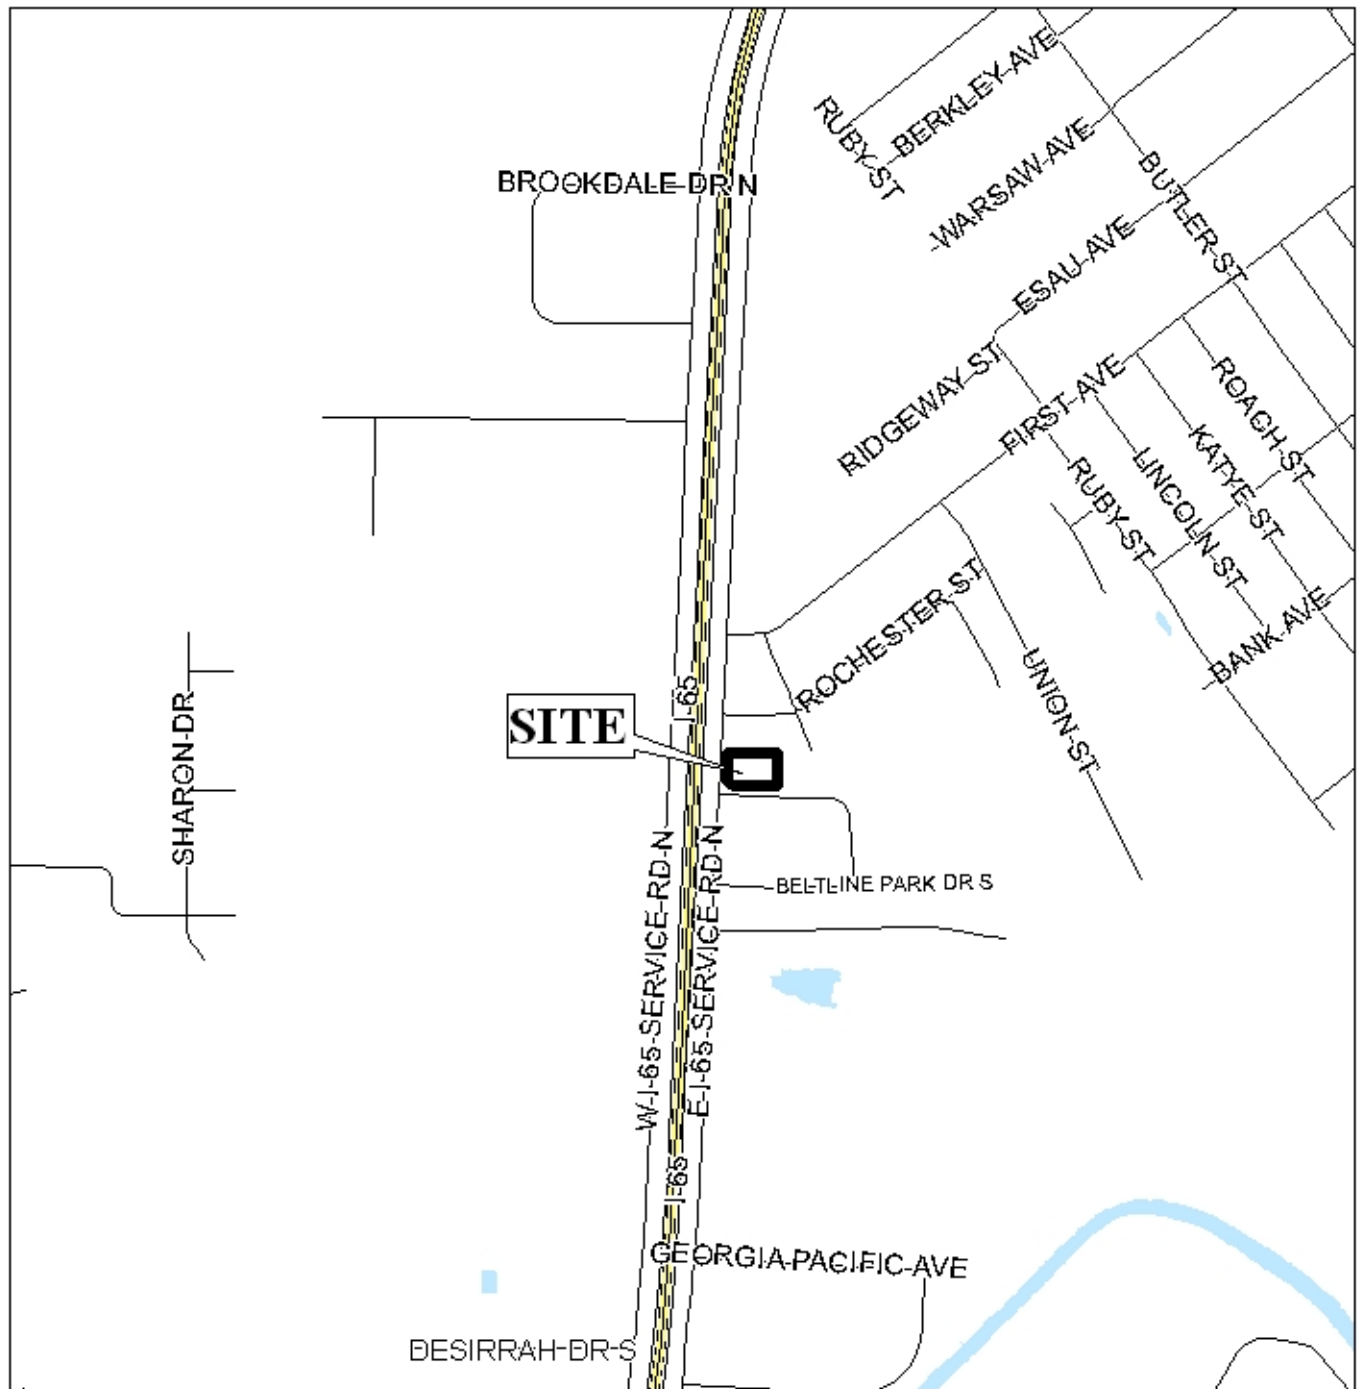 BERKLEY AVE
RUBY ST
WARSAW AVE
BROOKDALE DR N
BUTLER ST
ESAU AVE
RIDGEWAY ST
FIRST AVE
ROACH ST
KATYE ST
LINCOLN ST
RUBY ST
ROCHESTER ST
BANK AVE
UNION ST
I-65
SITE
SHARON DR
W-I-65-SERVICE-RD-N
E-I-65-SERVICE-RD-N
BELTLINE PARK DR S
I-65
GEORGIA-PACIFIC-AVE
DESIRRAH-DR-S